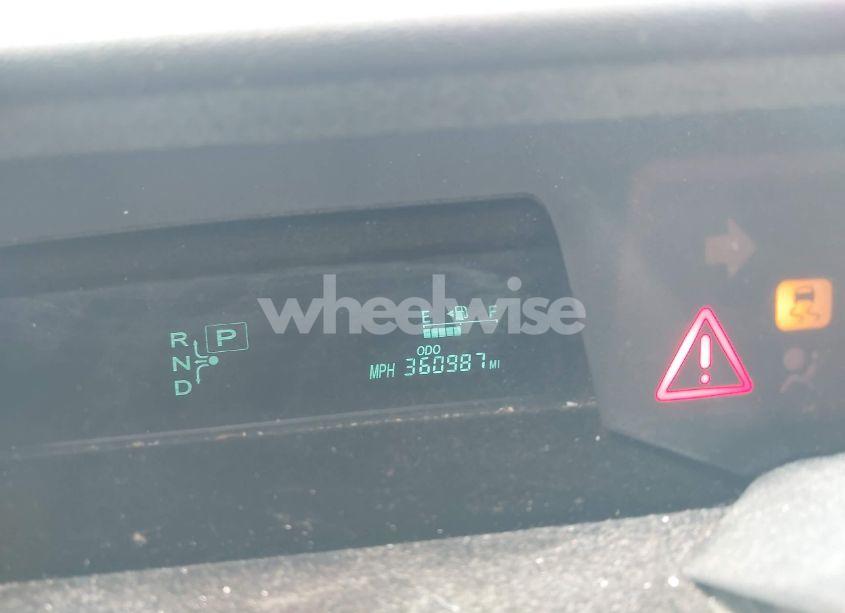 wheelwise
E F
R P
N
D
ODO
MPH 360987 MI